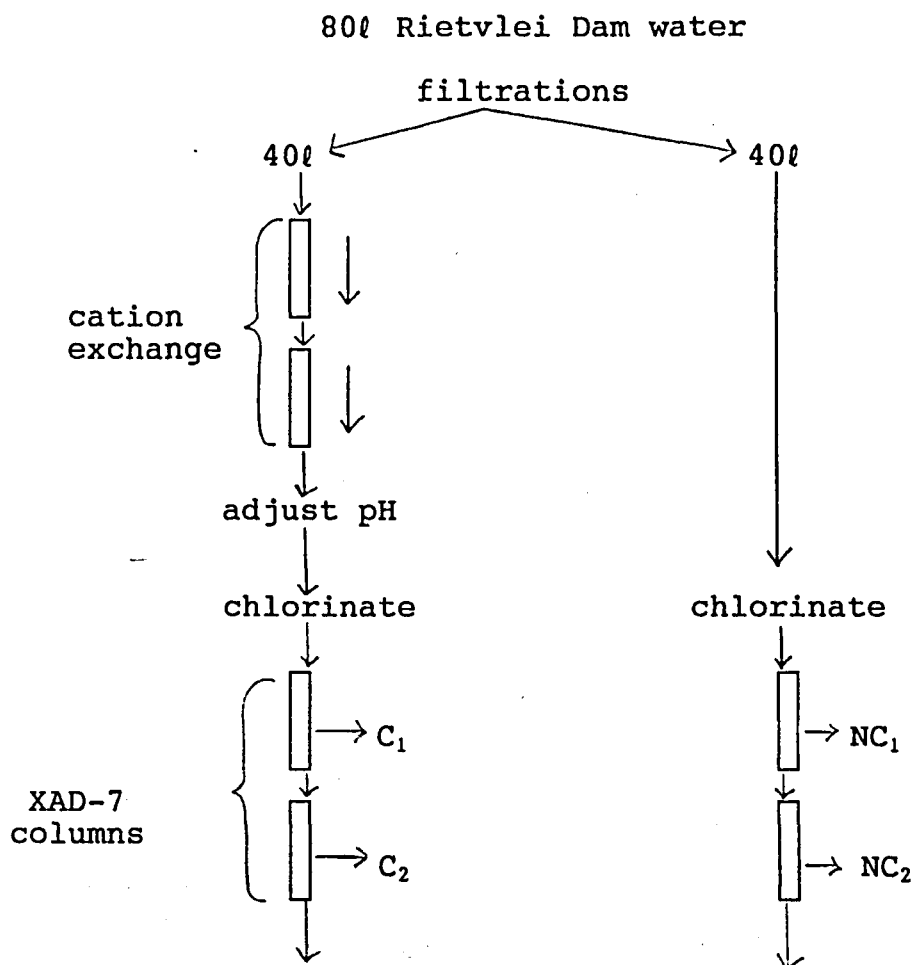 80ℓ Rietvlei Dam water
filtrations
40ℓ
40ℓ
cation
exchange
adjust pH
chlorinate
chlorinate
C₁
NC₁
XAD-7
columns
C₂
NC₂